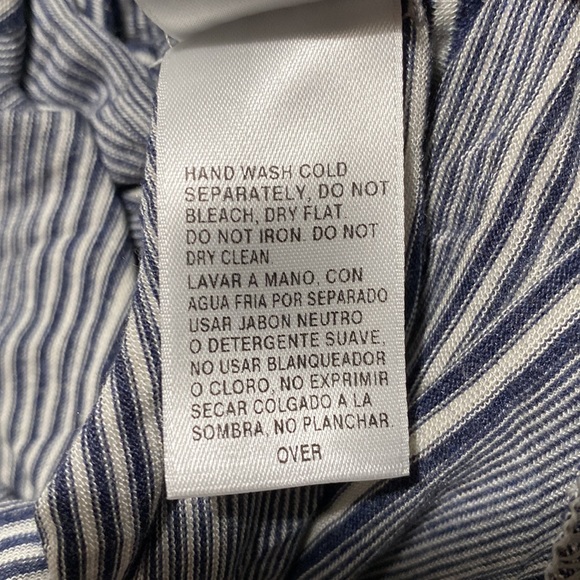 HAND WASH COLD
SEPARATELY, DO NOT
BLEACH, DRY FLAT
DO NOT IRON. DO NOT
DRY CLEAN
LAVAR A MANO, CON
AGUA FRIA POR SEPARADO
USAR JABON NEUTRO
O DETERGENTE SUAVE,
NO USAR BLANQUEADOR
O CLORO, NO EXPRIMIR
SECAR COLGADO A LA
SOMBRA, NO PLANCHAR.
OVER